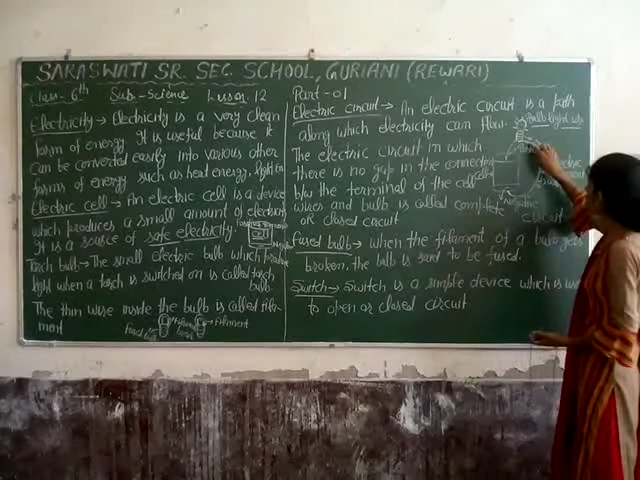 SARASWATI SR. SEC. SCHOOL, GURIANI (REWARI)
Class-6th Sub.-Science Lesson.12
Electricity → Electricity is a very clean
form of energy. It is useful because it
can be converted easily into various other
forms of energy such as heat energy, light
Electric cell → An electric cell is a device
which produces a small amount of electricity
It is a source of safe electricity.
Torch bulb → The small electric bulb which
light when a torch is switched on is called torch
bulb.
The thin wire inside the bulb is called fila-
ment
Filament
Part-01
Electric circuit → An electric circuit is a path
along which electricity can flow.
The electric circuit in which
there is no gap in the connection
b/w the terminal of the cell
wires and bulb is called complete
or closed circuit
circuit
Negative
Electric
Fused bulb → when the filament of a bulb gets
broken, the bulb is said to be fused.
Switch → Switch is a simple device which is
to open or closed circuit